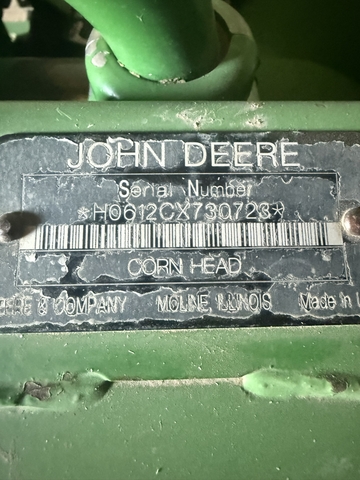 JOHN DEERE
Serial Number
*H0612CX730723*
CORN HEAD
& COMPANY MOLINE, ILLINOIS Made in